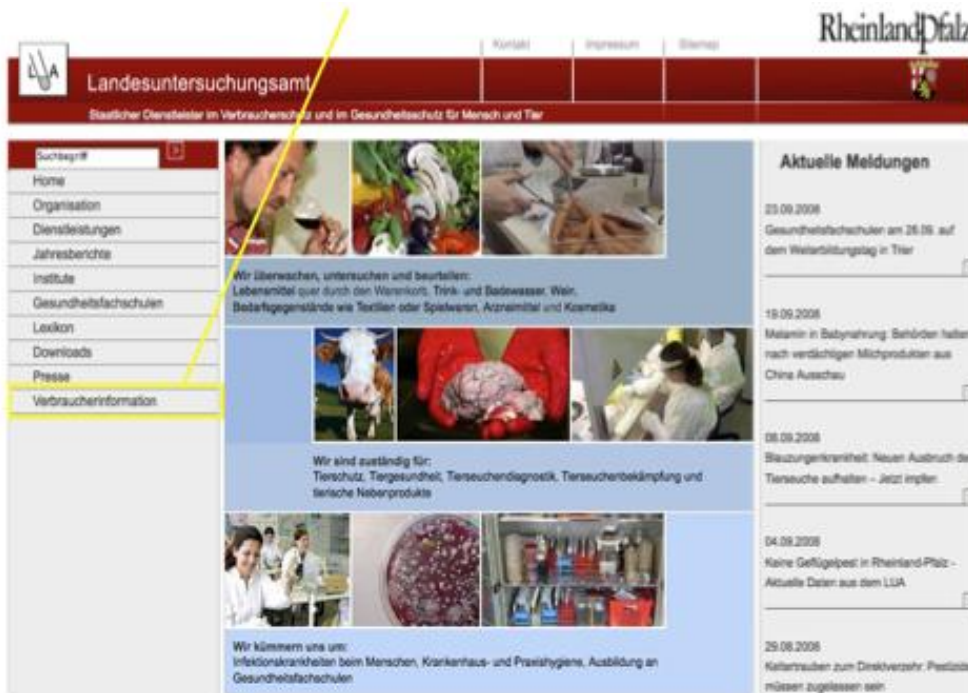 RheinlandPfalz
Kontakt
Impressum
Sitemap
LUA
Landesuntersuchungsamt
Staatlicher Dienstleister im Verbraucherschutz und im Gesundheitsschutz für Mensch und Tier
Suchbegriff
Home
Organisation
Dienstleistungen
Jahresberichte
Institute
Gesundheitsfachschulen
Lexikon
Downloads
Presse
Verbraucherinformation
Wir überwachen, untersuchen und beurteilen:
Lebensmittel quer durch den Warenkorb, Trink- und Badewasser, Wein,
Bedarfsgegenstände wie Textilien oder Spielwaren, Arzneimittel und Kosmetika
Wir sind zuständig für:
Tierschutz, Tiergesundheit, Tierseuchendiagnostik, Tierseuchenbekämpfung und
tierische Nebenprodukte
Wir kümmern uns um:
Infektionskrankheiten beim Menschen, Krankenhaus- und Praxishygiene, Ausbildung an
Gesundheitsfachschulen
Aktuelle Meldungen
23.09.2008
Gesundheitsfachschulen am 26.09. auf
dem Weiterbildungstag in Trier
19.09.2008
Melamin in Babynahrung: Behörden halten
nach verdächtigen Milchprodukten aus
China Ausschau
08.09.2008
Blauzungenkrankheit: Neuen Ausbruch der
Tierseuche aufhalten – Jetzt impfen
04.09.2008
Keine Geflügelpest in Rheinland-Pfalz –
Aktuelle Daten aus dem LUA
29.08.2008
Keltertrauben zum Direktverzehr: Pestizide
müssen zugelassen sein